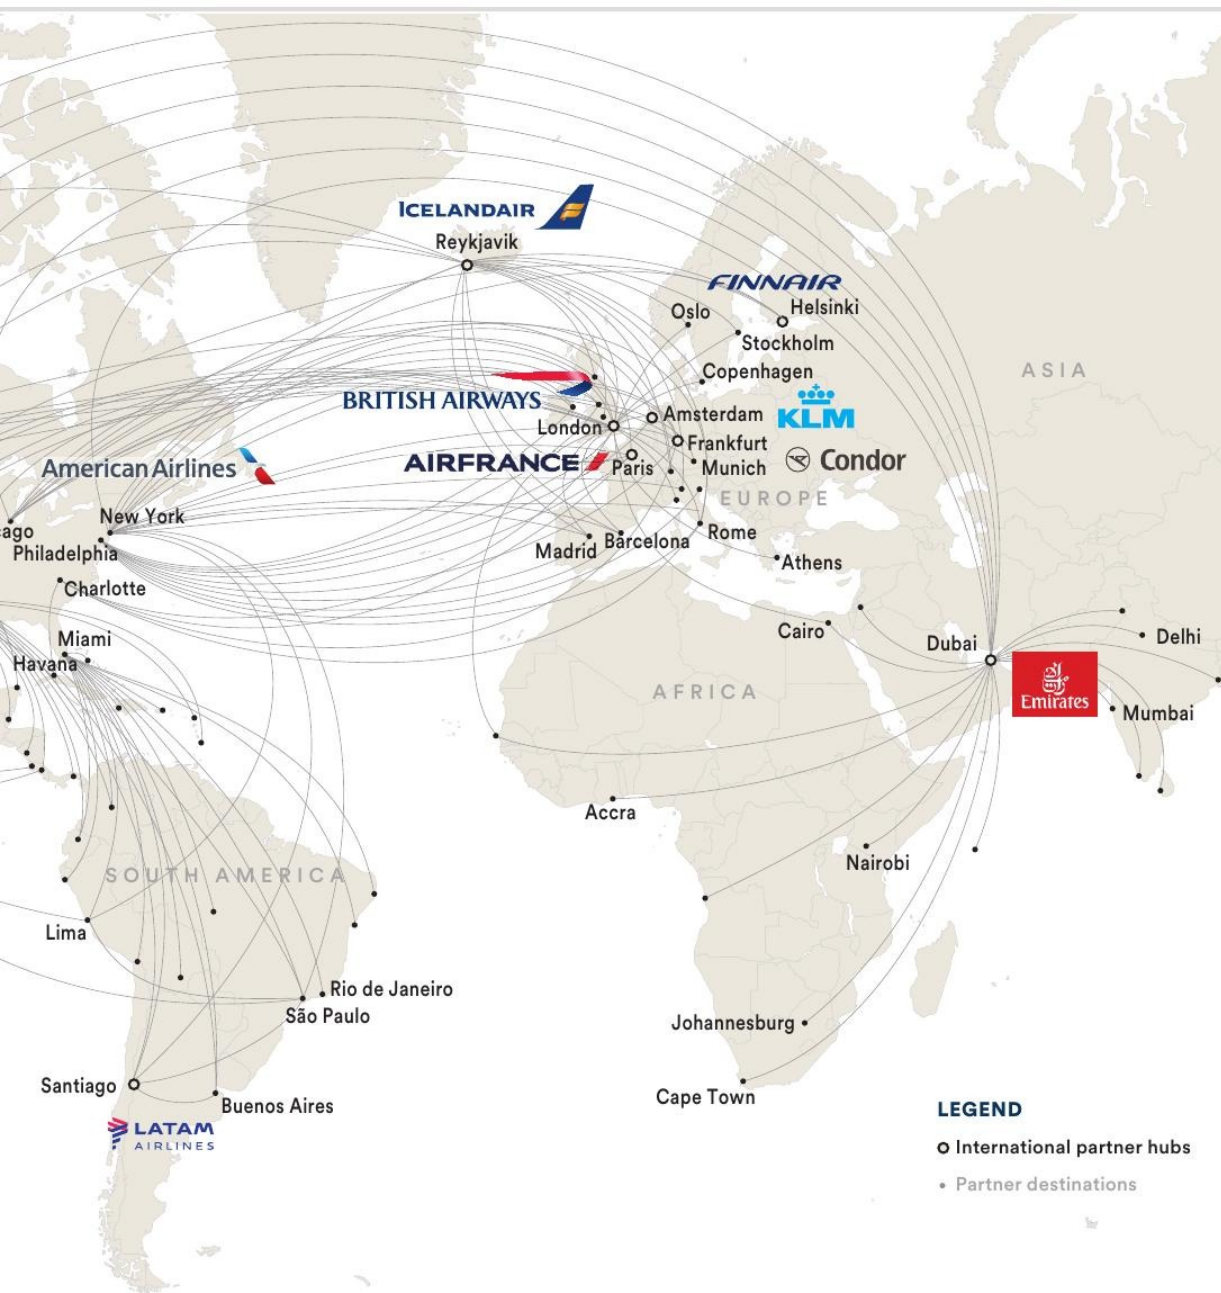 ICELANDAIR
Reykjavik
FINNAIR
Helsinki
Oslo
Stockholm
ASIA
Copenhagen
BRITISH AIRWAYS
Amsterdam
KLM
London
Frankfurt
AIRFRANCE
Paris
Munich
Condor
American Airlines
EUROPE
New York
cago
Philadelphia
Madrid
Barcelona
Rome
Athens
Charlotte
Cairo
Dubai
Delhi
Miami
Havana
AFRICA
Emirates
Mumbai
Accra
Nairobi
SOUTH AMERICA
Lima
Rio de Janeiro
São Paulo
Johannesburg
Santiago
Buenos Aires
Cape Town
LATAM
AIRLINES
LEGEND
International partner hubs
Partner destinations